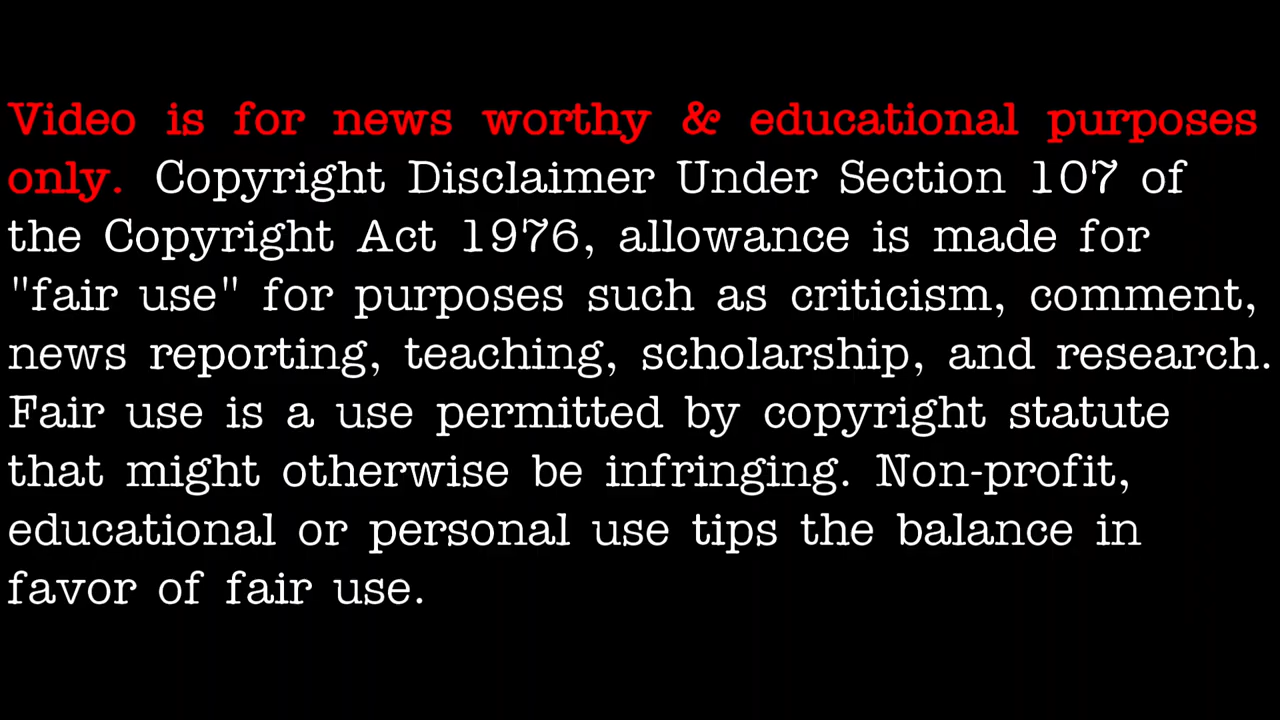 Video is for news worthy & educational purposes
only. Copyright Disclaimer Under Section 107 of
the Copyright Act 1976, allowance is made for
"fair use" for purposes such as criticism, comment,
news reporting, teaching, scholarship, and research.
Fair use is a use permitted by copyright statute
that might otherwise be infringing. Non-profit,
educational or personal use tips the balance in
favor of fair use.